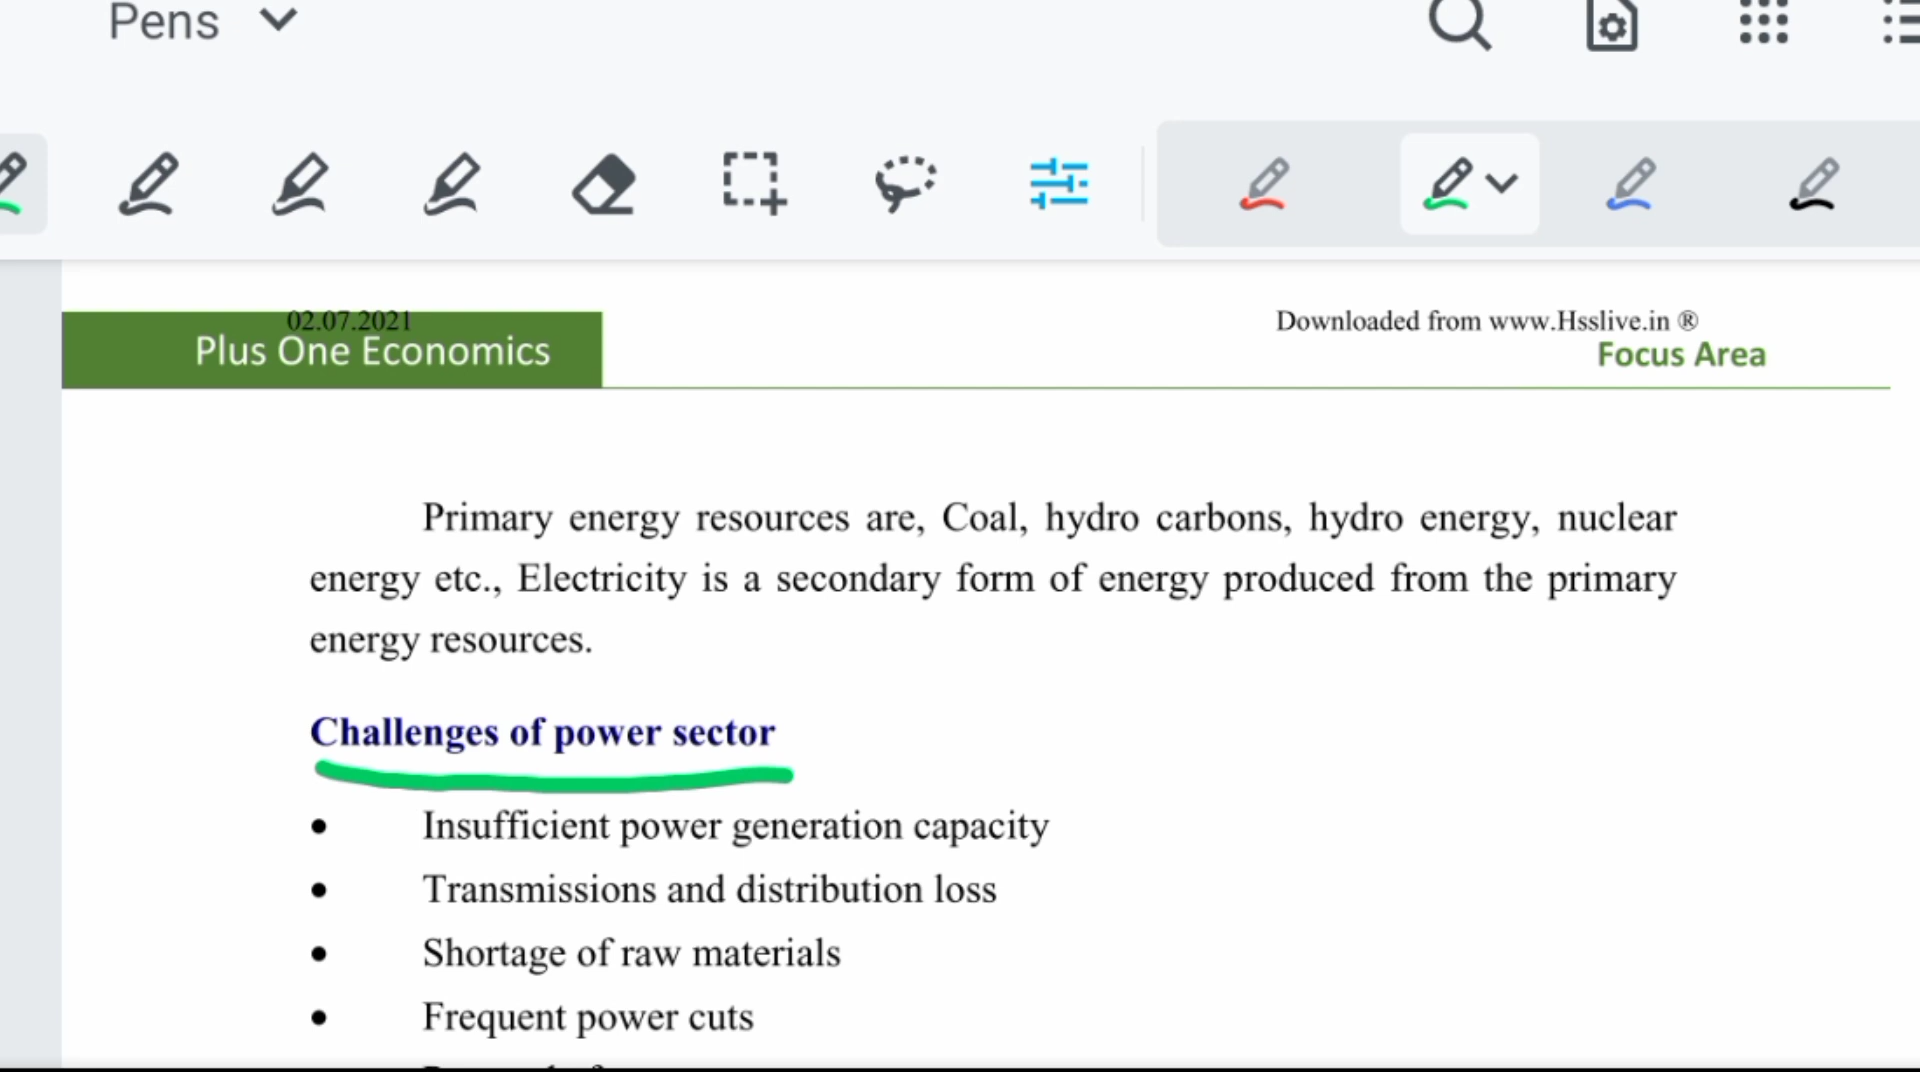 Pens
02.07.2021
Downloaded from www.Hsslive.in ®
Plus One Economics
Focus Area
Primary energy resources are, Coal, hydro carbons, hydro energy, nuclear
energy etc., Electricity is a secondary form of energy produced from the primary
energy resources.
Challenges of power sector
• Insufficient power generation capacity
• Transmissions and distribution loss
• Shortage of raw materials
• Frequent power cuts